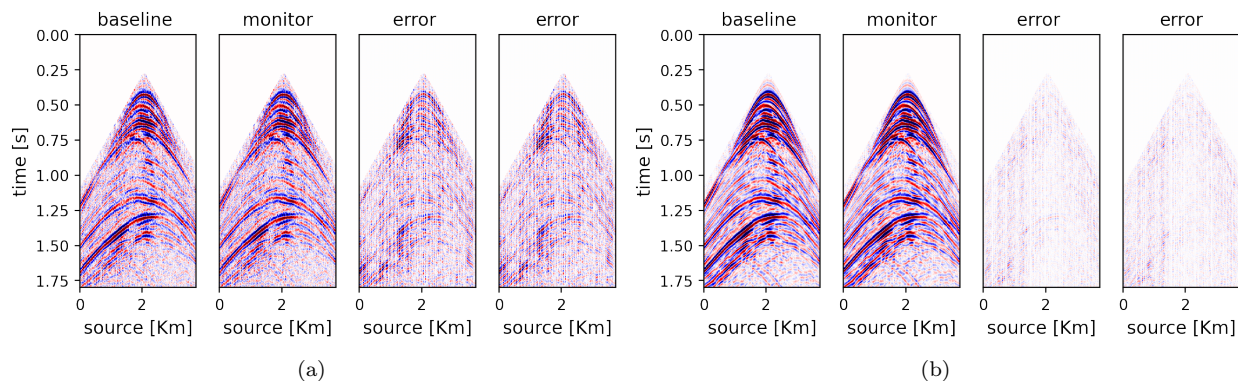 baseline monitor error error baseline monitor error error
0.00 0.00
0.25 0.25
0.50 0.50
0.75 0.75
1.00 1.00
1.25 1.25
1.50 1.50
1.75 1.75
time [s] time [s]
0 2 0 2 0 2 0 2 0 2 0 2 0 2 0 2
source [Km] source [Km] source [Km] source [Km] source [Km] source [Km] source [Km] source [Km]
(a) (b)